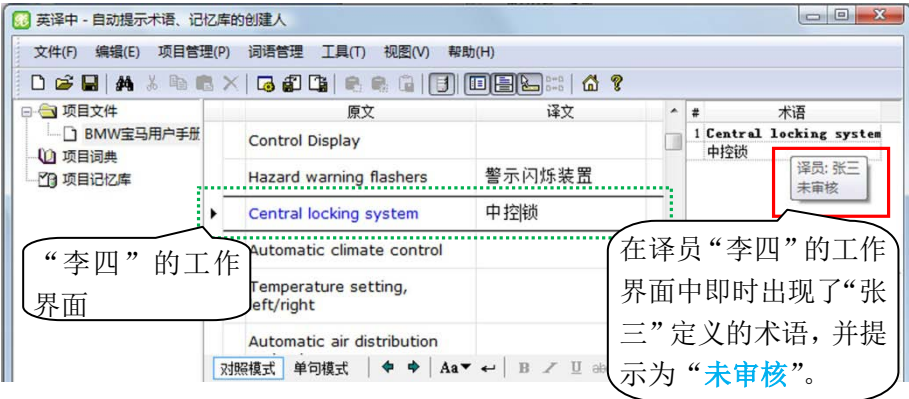 英译中 - 自动提示术语、记忆库的创建人
文件(F) 编辑(E) 项目管理(P) 词语管理 工具(T) 视图(V) 帮助(H)
项目文件
BMW宝马用户手册
项目词典
项目记忆库
原文 译文
Control Display
Hazard warning flashers 警示闪烁装置
Central locking system 中控锁
Automatic climate control
Temperature setting,
left/right
Automatic air distribution
对照模式 单句模式 Aa B I U ab
# 术语
1 Central locking system
中控锁
译员: 张三
未审核
“李四”的工作
界面
在译员“李四”的工作
界面中即时出现了“张
三”定义的术语，并提
示为“未审核”。